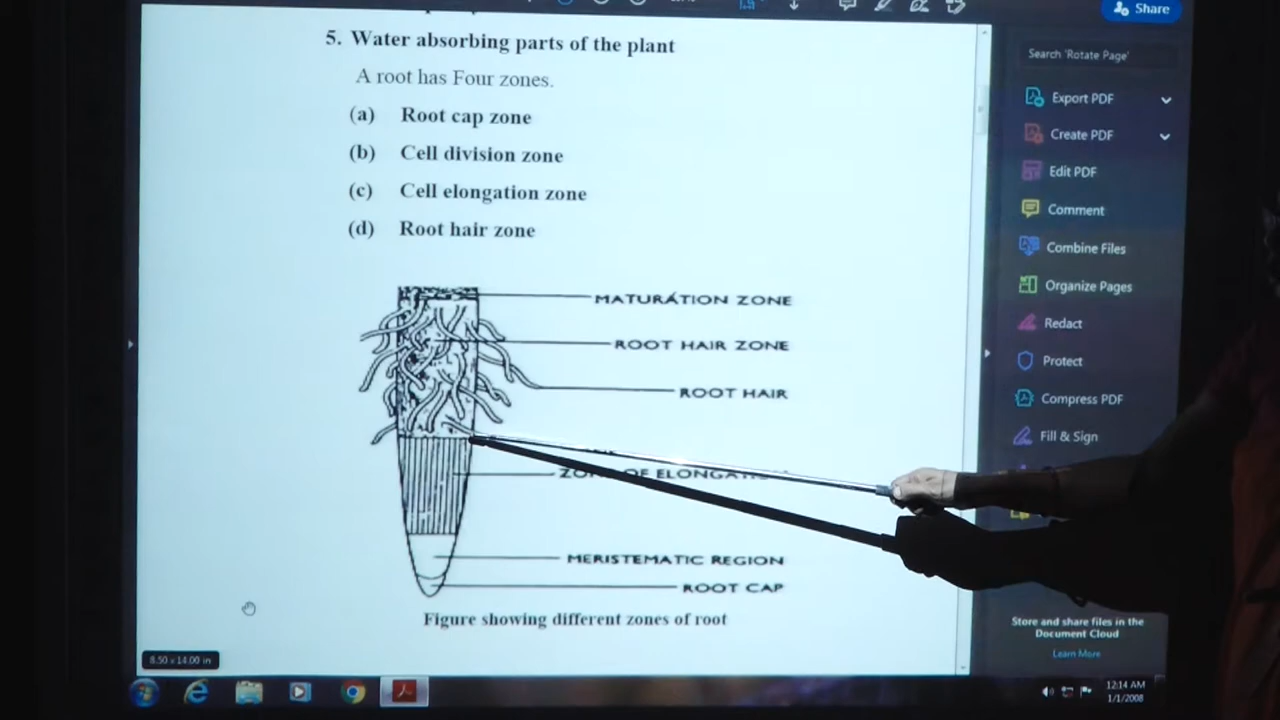 Share
5. Water absorbing parts of the plant
A root has Four zones.
(a) Root cap zone
(b) Cell division zone
(c) Cell elongation zone
(d) Root hair zone
MATURATION ZONE
ROOT HAIR ZONE
ROOT HAIR
ZONE OF ELONGATION
MERISTEMATIC REGION
ROOT CAP
Figure showing different zones of root
8.50 x 14.00 in
Search 'Rotate Page'
Export PDF
Create PDF
Edit PDF
Comment
Combine Files
Organize Pages
Redact
Protect
Compress PDF
Fill & Sign
Store and share files in the
Document Cloud
Learn More
12:14 AM
1/1/2008